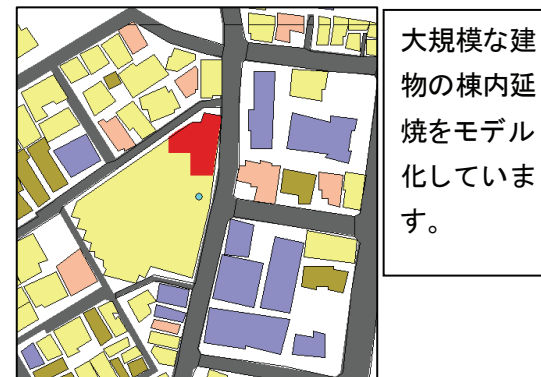 大規模な建
物の棟内延
焼をモデル
化していま
す。